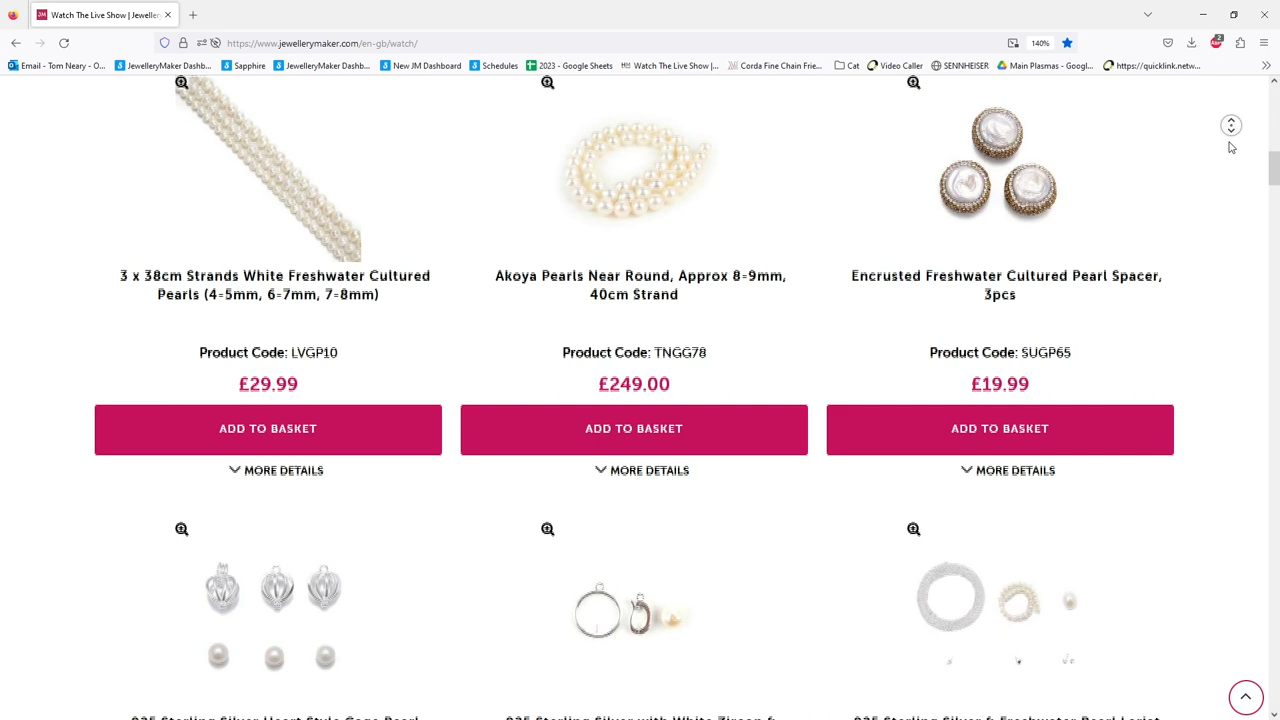 Watch The Live Show | Jeweller
https://www.jewellerymaker.com/en-gb/watch/
140%
2
Email - Tom Neary - O...
JewelleryMaker Dashb...
Sapphire
JewelleryMaker Dashb...
New JM Dashboard
Schedules
2023 - Google Sheets
Watch The Live Show |...
Corda Fine Chain Frie...
Cat
Video Caller
SENNHEISER
Main Plasmas - Googl...
https://quicklink.netw...
3 x 38cm Strands White Freshwater Cultured
Pearls (4=5mm, 6=7mm, 7=8mm)
Product Code: LVGP10
£29.99
ADD TO BASKET
MORE DETAILS
Akoya Pearls Near Round, Approx 8=9mm,
40cm Strand
Product Code: TNGG78
£249.00
ADD TO BASKET
MORE DETAILS
Encrusted Freshwater Cultured Pearl Spacer,
3pcs
Product Code: SUGP65
£19.99
ADD TO BASKET
MORE DETAILS
925 Sterling Silver Heart Style Cage Pearl
925 Sterling Silver with White Zircon &
925 Sterling Silver & Freshwater Pearl Lariat